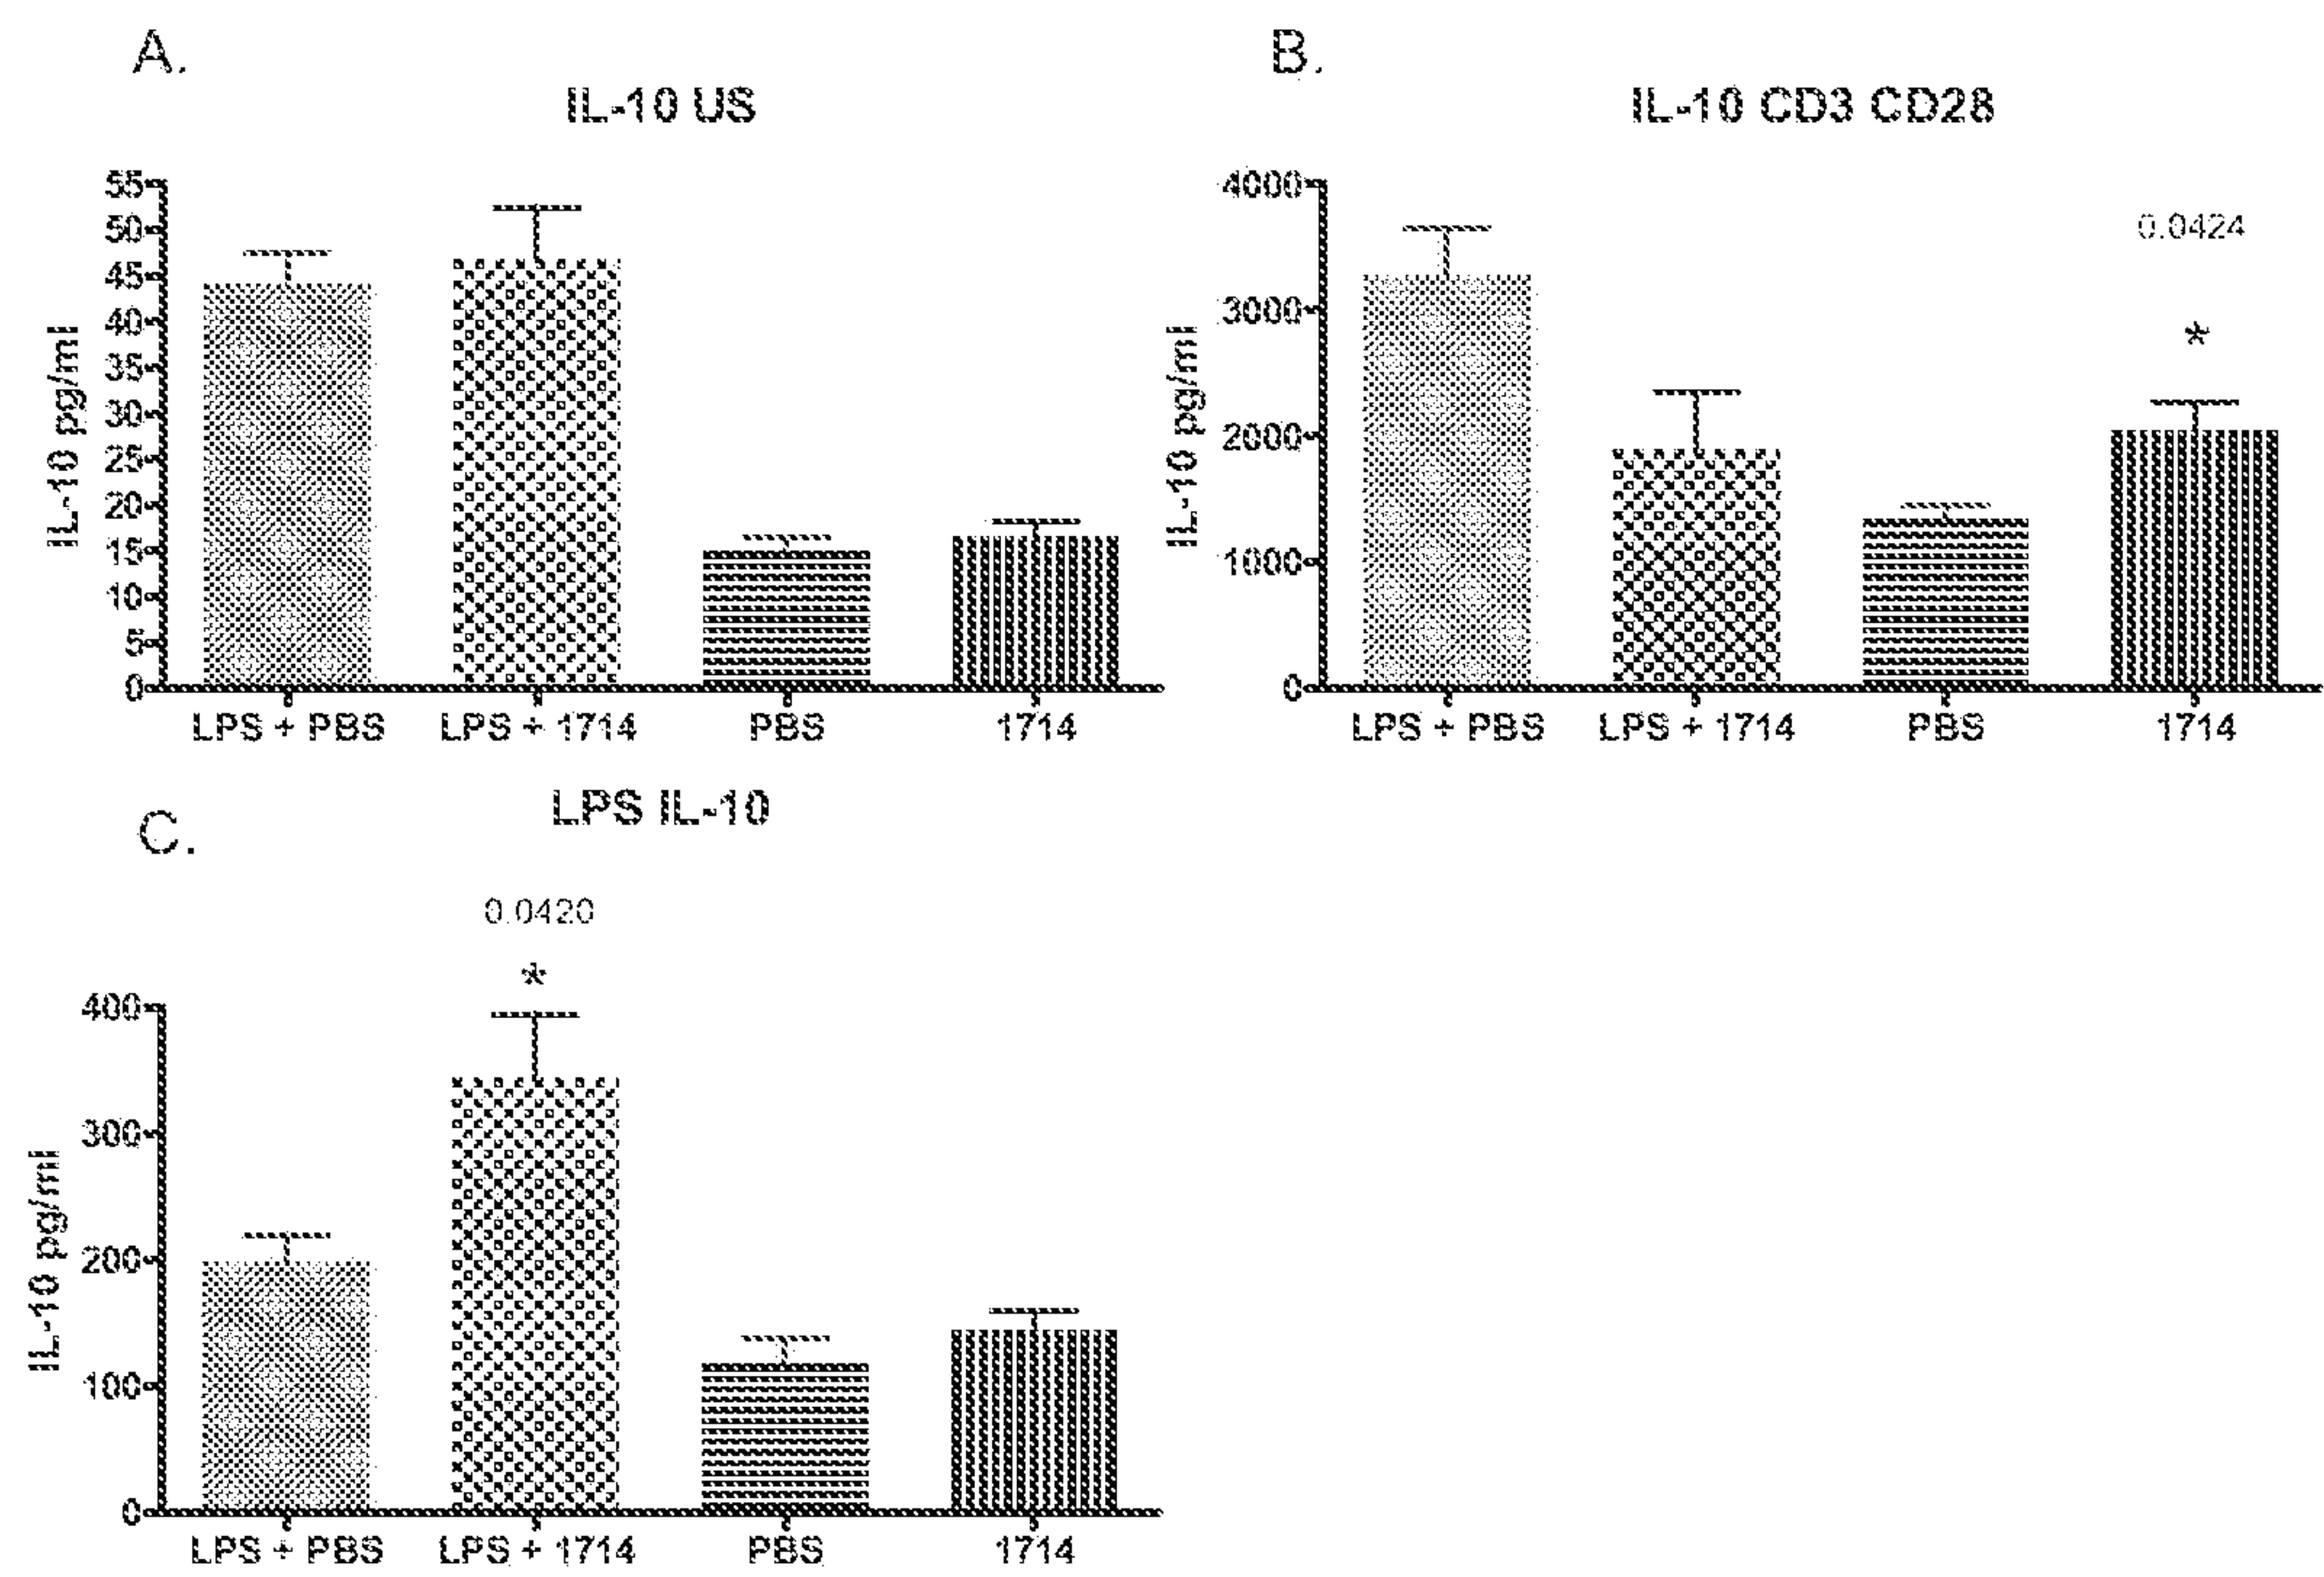 A.
IL-10 US
IL-10 pg/ml
55
50
45
40
35
30
25
20
15
10
5
0
LPS + PBS
LPS + 1714
PBS
1714
B.
IL-10 CD3 CD28
IL-10 pg/ml
4000
3000
2000
1000
0
0.0424
*
LPS + PBS
LPS + 1714
PBS
1714
C.
LPS IL-10
IL-10 pg/ml
400
300
200
100
0
0.0420
*
LPS + PBS
LPS + 1714
PBS
1714